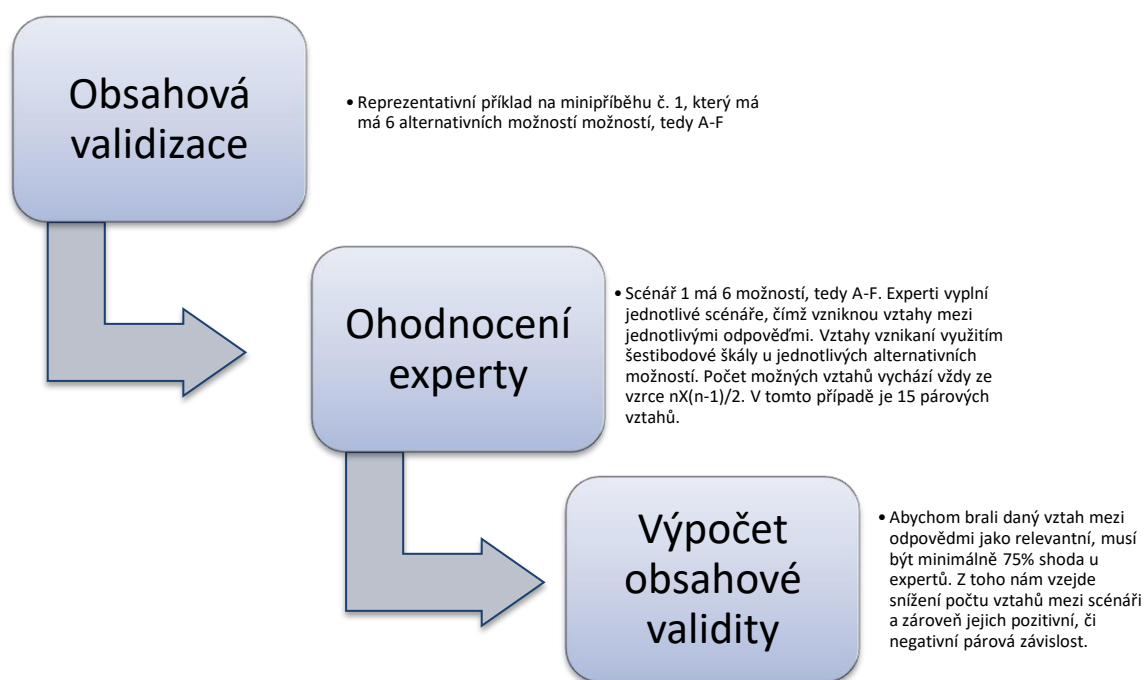 Obsahová
validizace
• Reprezentativní příklad na minipříběhu č. 1, který má
má 6 alternativních možností možností, tedy A-F
Ohodnocení
experty
• Scénář 1 má 6 možností, tedy A-F. Experti vyplní
jednotlivé scénáře, čímž vzniknou vztahy mezi
jednotlivými odpověďmi. Vztahy vznikaní využitím
šestibodové škály u jednotlivých alternativních
možností. Počet možných vztahů vychází vždy ze
vzrce nX(n-1)/2. V tomto případě je 15 párových
vztahů.
Výpočet
obsahové
validity
• Abychom brali daný vztah mezi
odpovědmi jako relevantní, musí
být minimálně 75% shoda u
expertů. Z toho nám vzejde
snížení počtu vztahů mezi scénáři
a zároveň jejich pozitivní, či
negativní párová závislost.